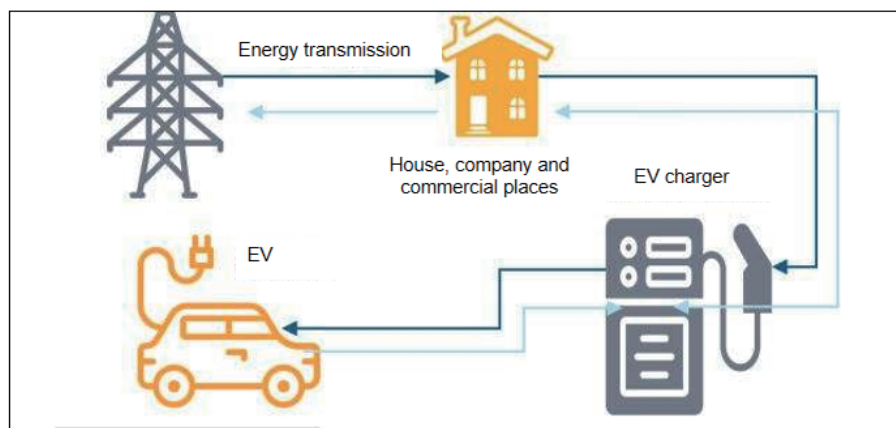 Energy transmission
House, company and
commercial places
EV charger
EV